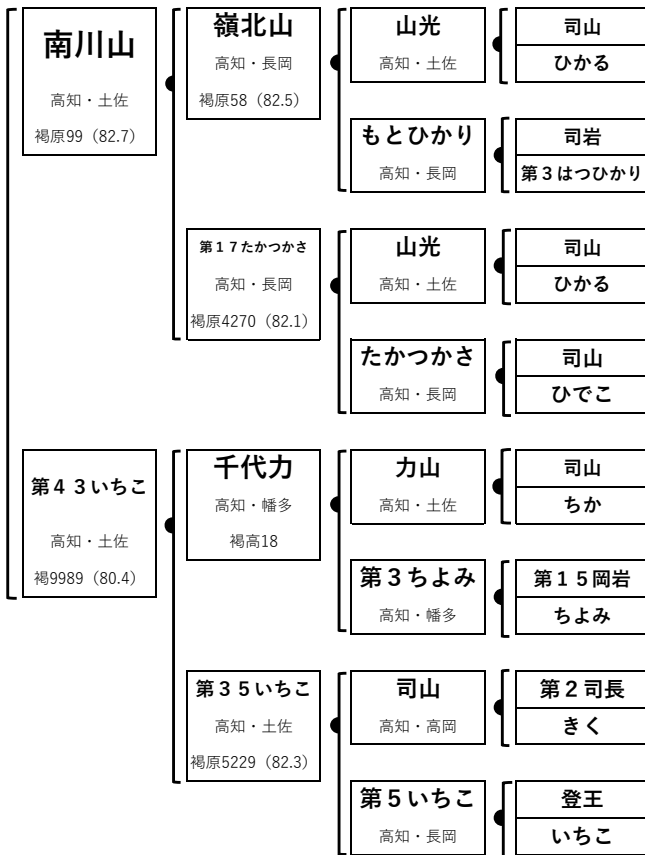 南川山
高知・土佐
褐原99（82.7）
嶺北山
高知・長岡
褐原58（82.5）
山光
高知・土佐
司山
ひかる
もとひかり
高知・長岡
司岩
第３はつひかり
第１７たかつかさ
高知・長岡
褐原4270（82.1）
山光
高知・土佐
司山
ひかる
たかつかさ
高知・長岡
司山
ひでこ
第４３いちこ
高知・土佐
褐9989（80.4）
千代力
高知・幡多
褐高18
力山
高知・土佐
司山
ちか
第３ちよみ
高知・幡多
第１５岡岩
ちよみ
第３５いちこ
高知・土佐
褐原5229（82.3）
司山
高知・高岡
第２司長
きく
第５いちこ
高知・長岡
登王
いちこ